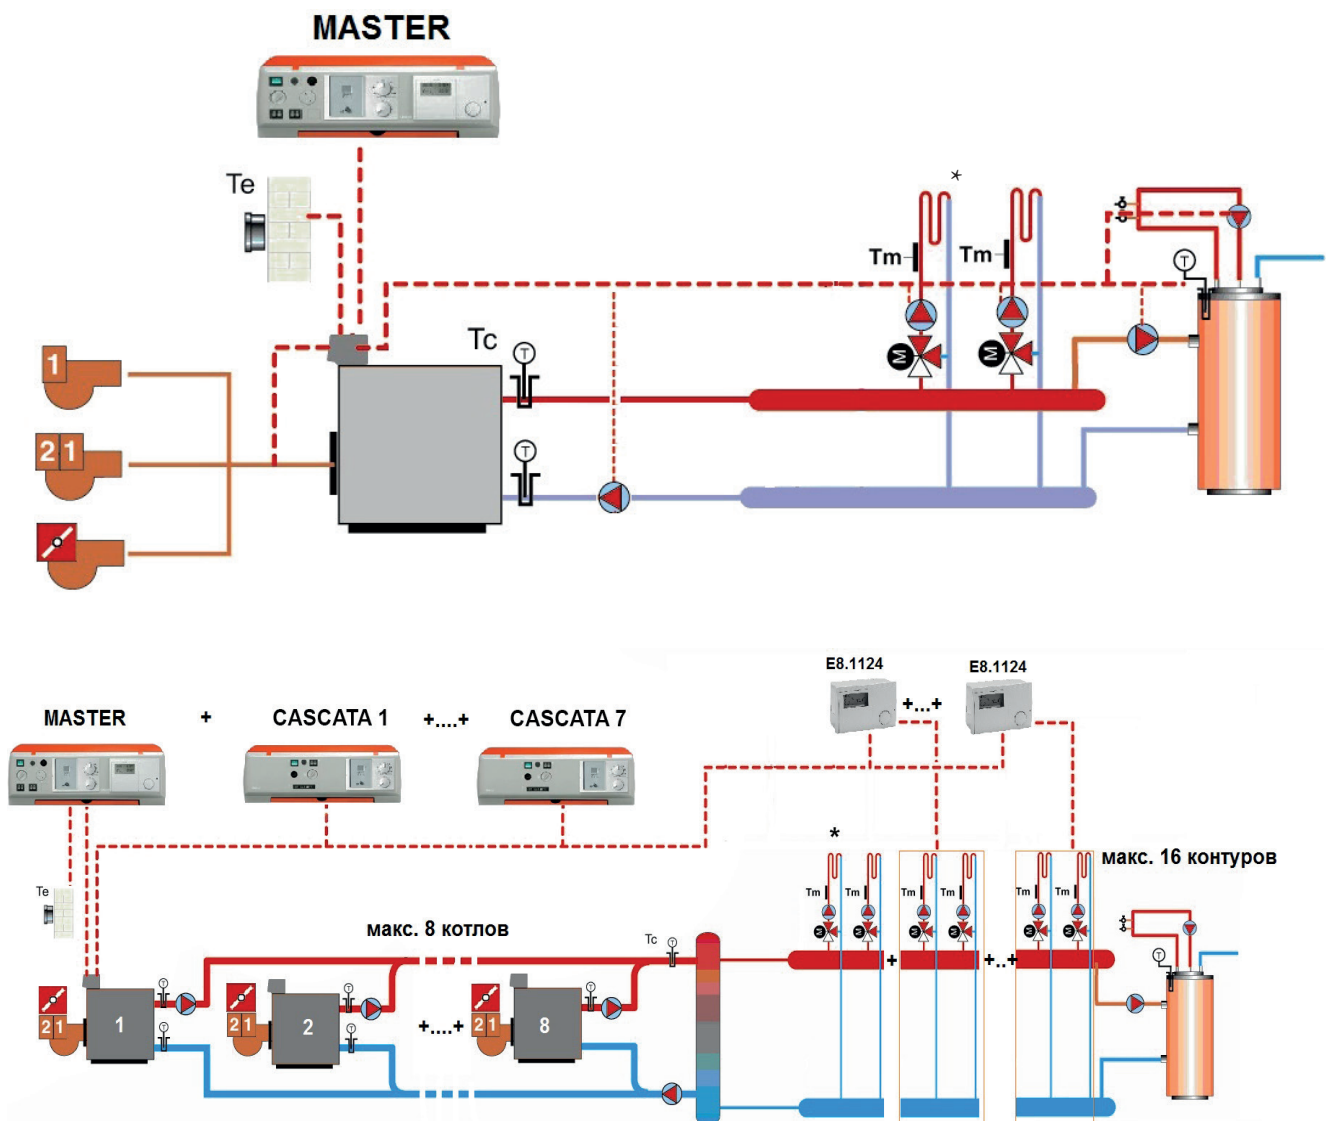 MASTER
Te
*
Tm
Tm
T
Tc
T
1
M
M
2 1
T
E8.1124
E8.1124
+...+
MASTER
+
CASCATA 1
+....+
CASCATA 7
*
макс. 16 контуров
Te
Tm
Tm
Tm
Tm
Tm
Tm
макс. 8 котлов
M
M
M
M
M
M
Tc
T
T
+
+..+
T
T
T
2 1
1
2 1
2
+....+
2 1
8
T
T